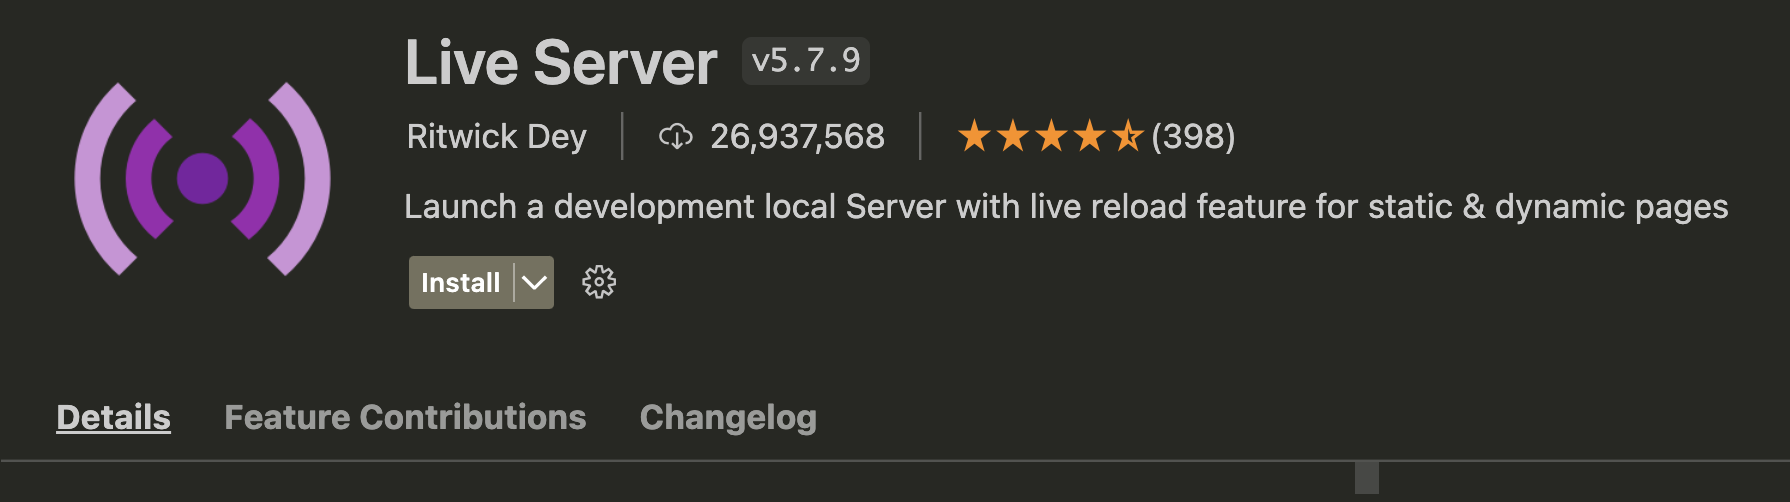 Live Server v5.7.9
Ritwick Dey 26,937,568 (398)
Launch a development local Server with live reload feature for static & dynamic pages
Install
Details Feature Contributions Changelog